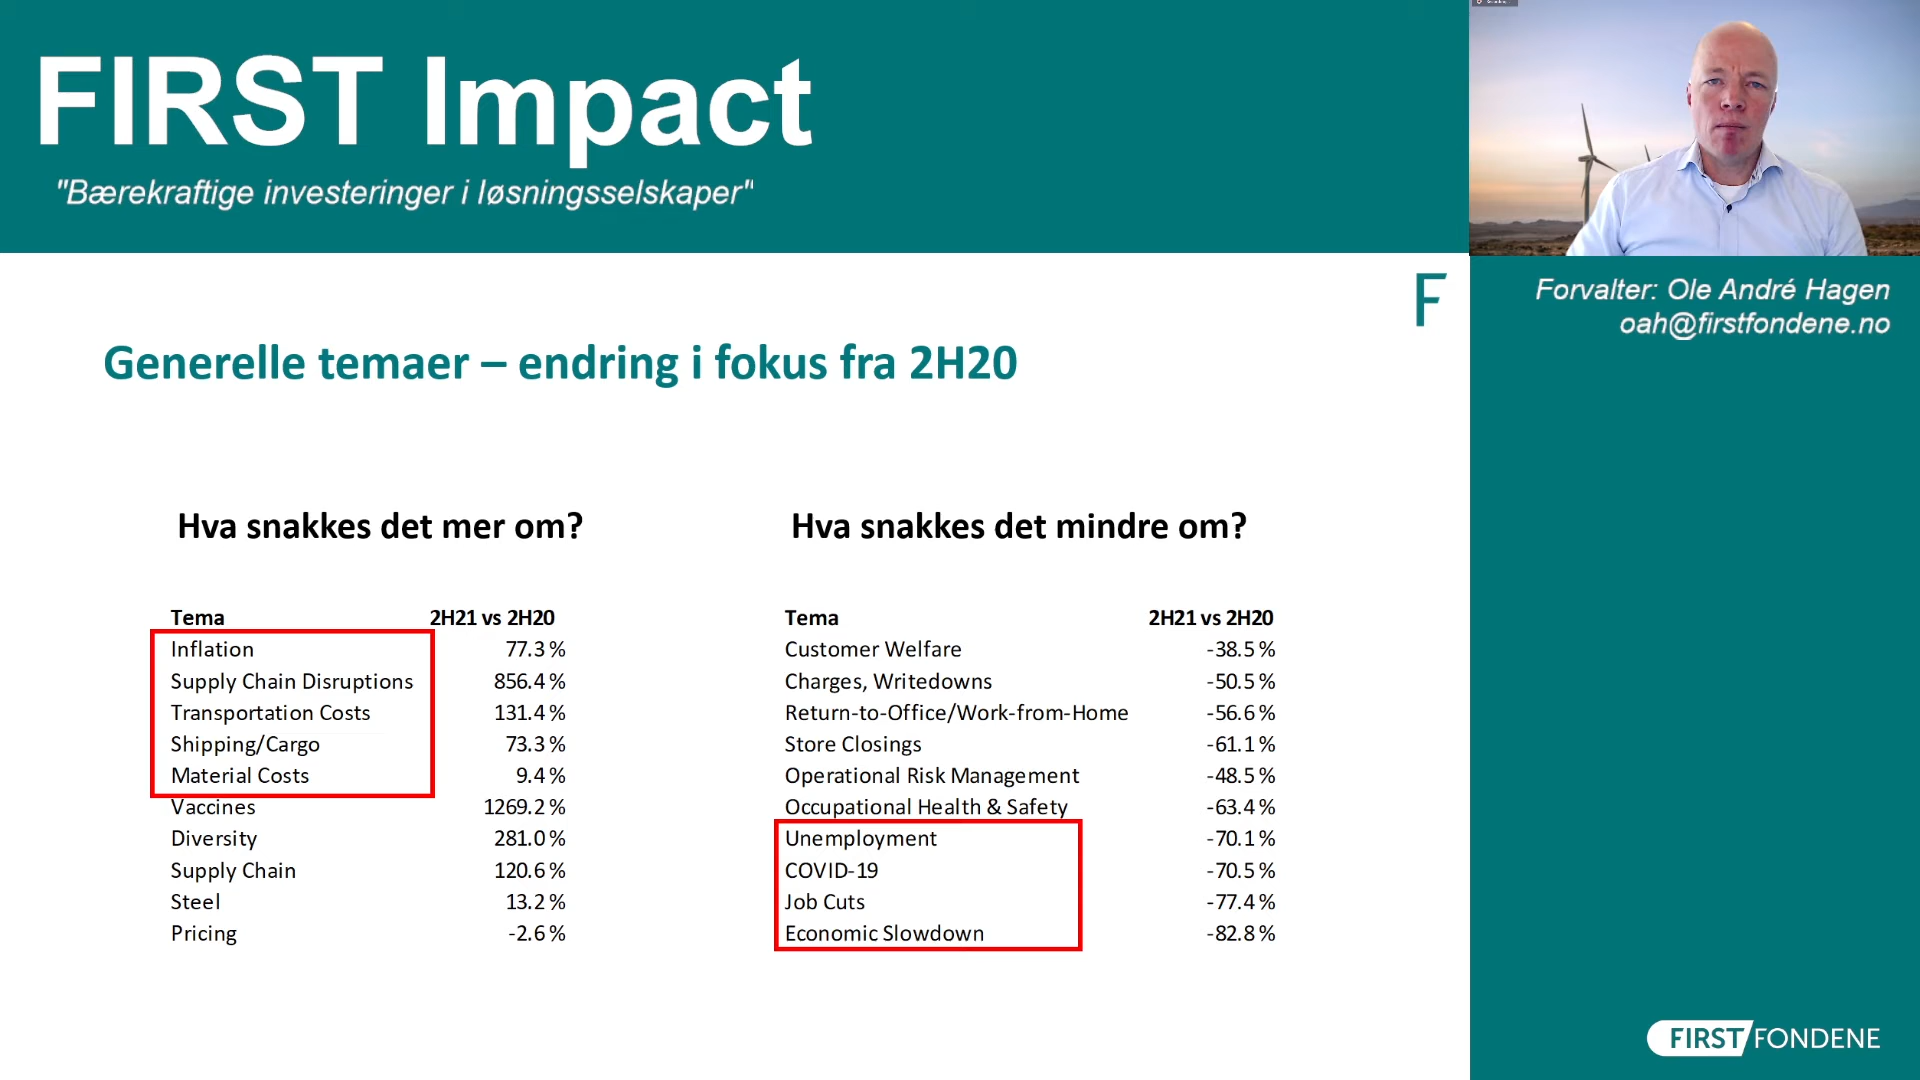 FIRST Impact
"Bærekraftige investeringer i løsningsselskaper"
Forvalter: Ole André Hagen
oah@firstfondene.no
F
Generelle temaer – endring i fokus fra 2H20
Hva snakkes det mer om?
Tema 2H21 vs 2H20
Inflation 77.3 %
Supply Chain Disruptions 856.4 %
Transportation Costs 131.4 %
Shipping/Cargo 73.3 %
Material Costs 9.4 %
Vaccines 1269.2 %
Diversity 281.0 %
Supply Chain 120.6 %
Steel 13.2 %
Pricing -2.6 %
Hva snakkes det mindre om?
Tema 2H21 vs 2H20
Customer Welfare -38.5 %
Charges, Writedowns -50.5 %
Return-to-Office/Work-from-Home -56.6 %
Store Closings -61.1 %
Operational Risk Management -48.5 %
Occupational Health & Safety -63.4 %
Unemployment -70.1 %
COVID-19 -70.5 %
Job Cuts -77.4 %
Economic Slowdown -82.8 %
FIRST FONDENE